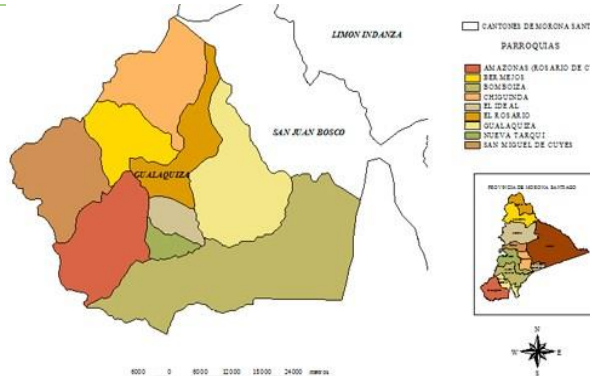 LIMON INDANZA
SAN JUAN BOSCO
GUALAQUIZA
6000 0 6000 12000 18000 24000
CANTONES DE MORONA SANT
PARROQUIAS
AMAZONAS (ROSARIO DE C
BERMEJOS
BOMBOIZA
CHIGUINDA
EL IDEAL
EL ROSARIO
GUALAQUIZA
NUEVA TARQUI
SAN MIGUEL DE CUYES
PROVINCIA DE MORONA SANTIAGO
N
W E
S